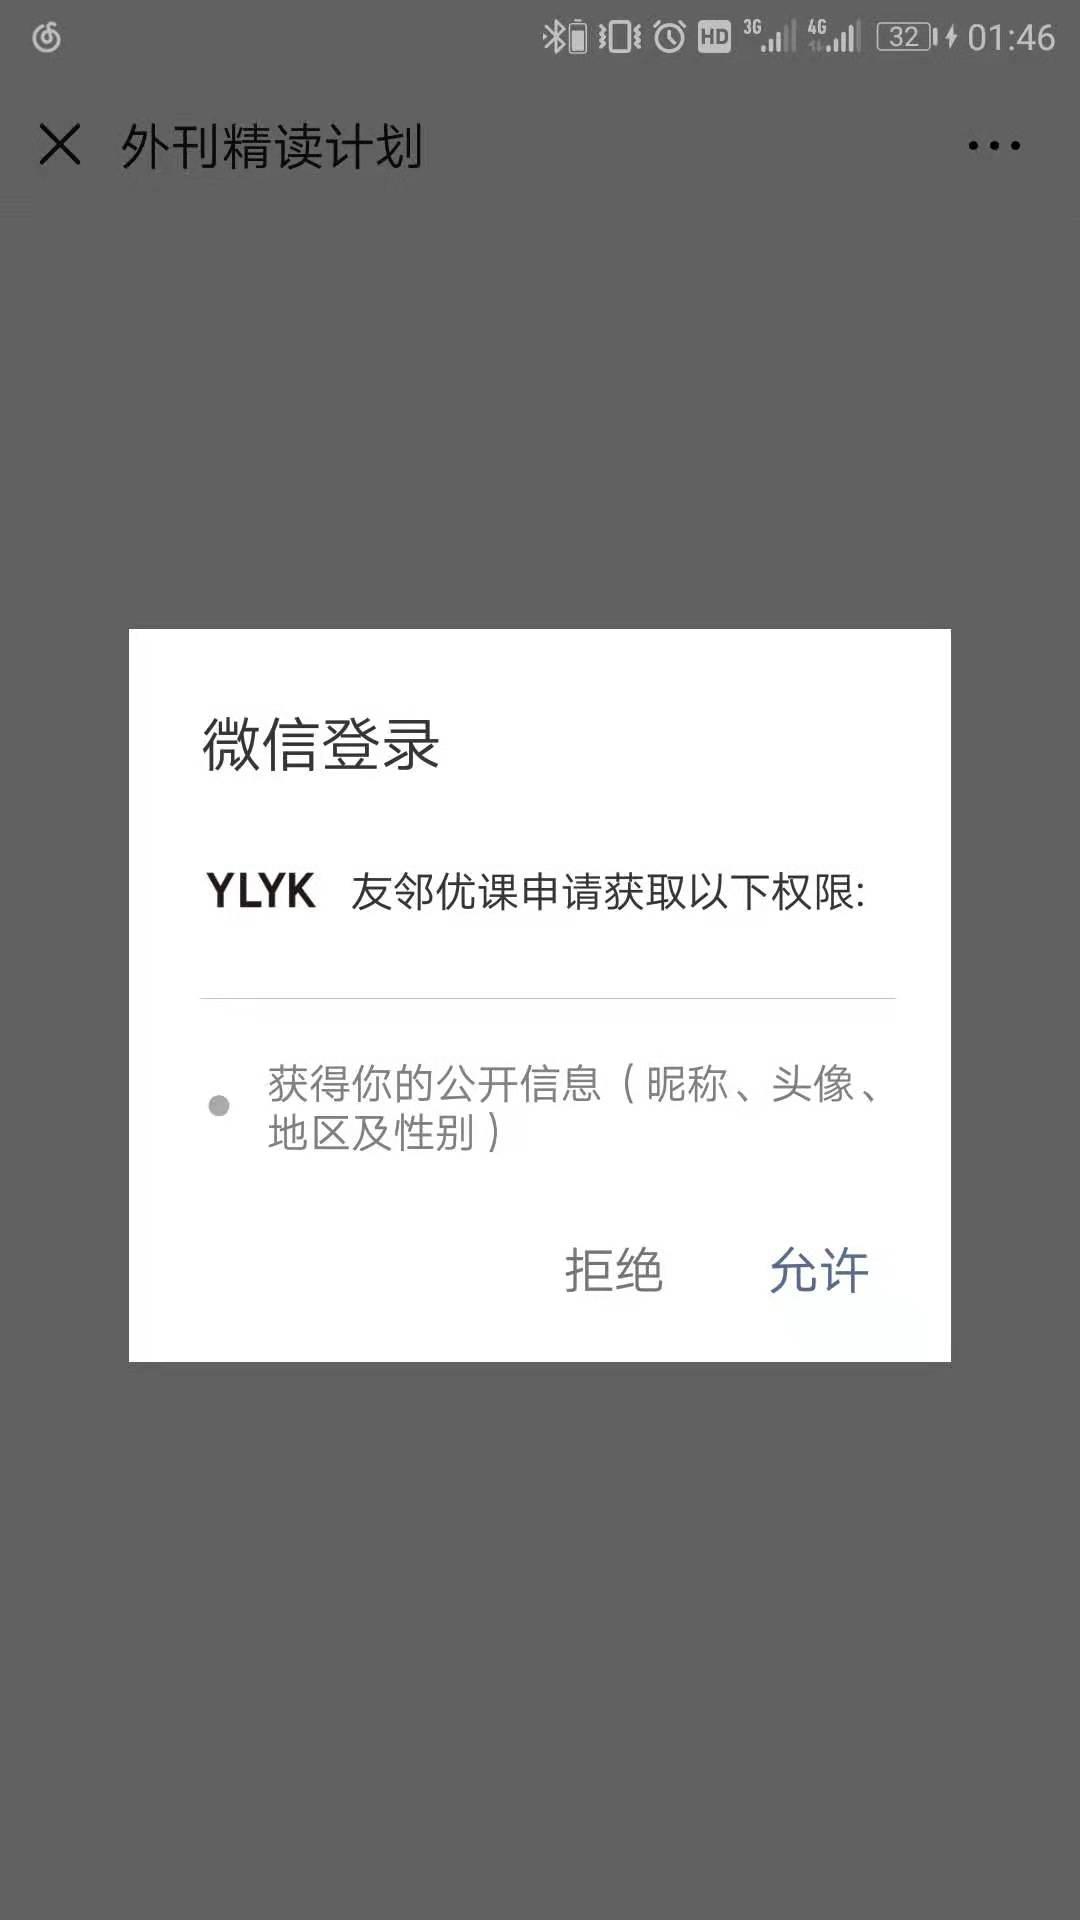 HD 3G 4G 32 01:46
外刊精读计划
微信登录
YLYK 友邻优课申请获取以下权限:
获得你的公开信息（昵称、头像、
地区及性别）
拒绝 允许